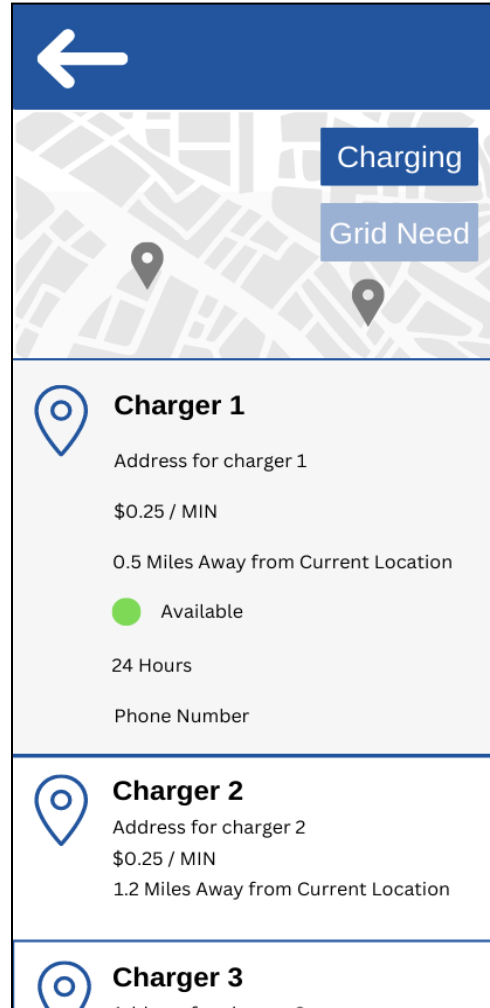 Charging
Grid Need
Charger 1
Address for charger 1
$0.25 / MIN
0.5 Miles Away from Current Location
Available
24 Hours
Phone Number
Charger 2
Address for charger 2
$0.25 / MIN
1.2 Miles Away from Current Location
Charger 3